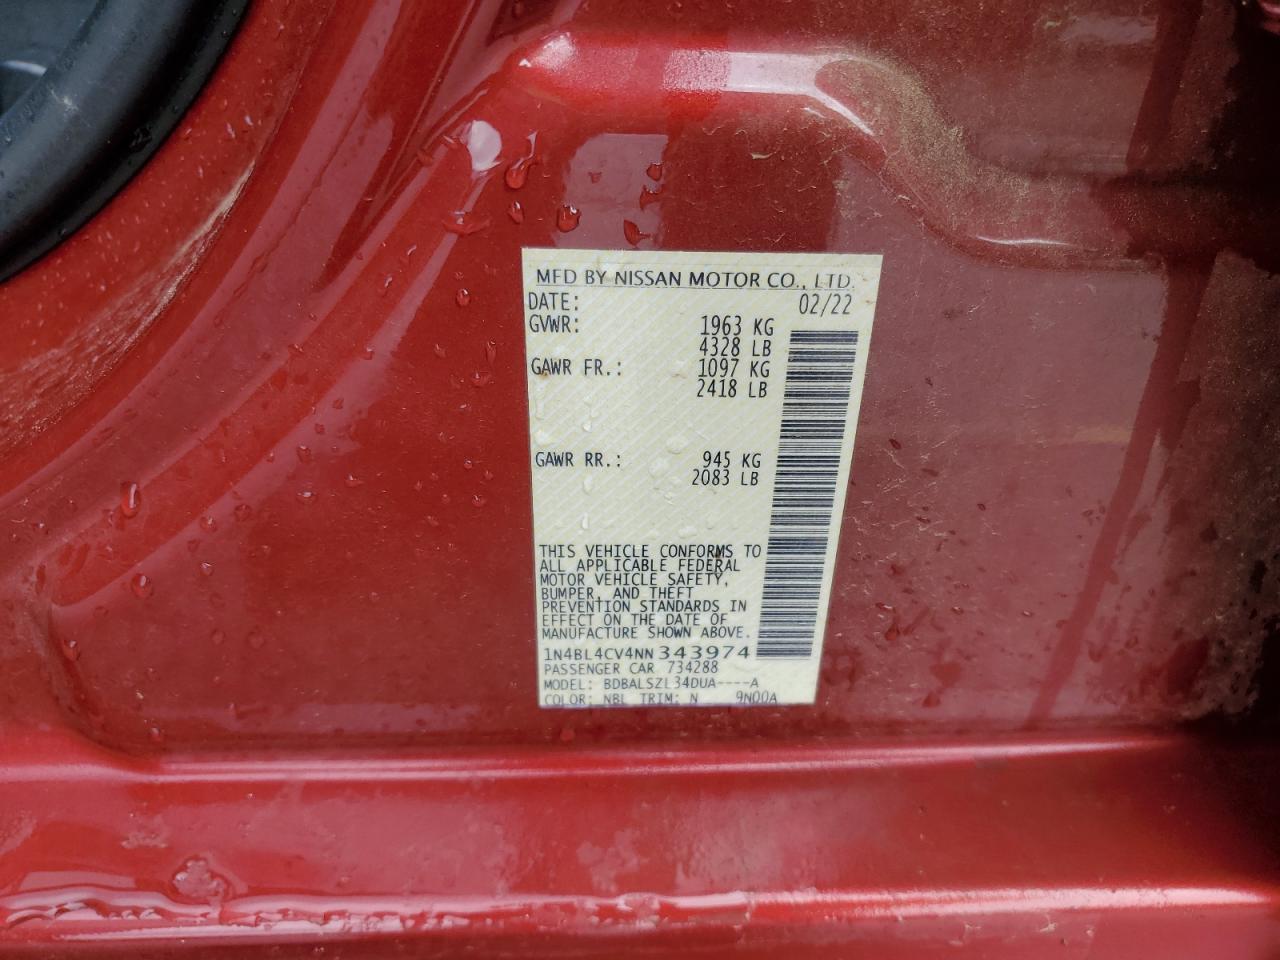 MFD BY NISSAN MOTOR CO., LTD.
DATE: 02/22
GVWR: 1963 KG
4328 LB
GAWR FR.: 1097 KG
2418 LB
GAWR RR.: 945 KG
2083 LB
THIS VEHICLE CONFORMS TO
ALL APPLICABLE FEDERAL
MOTOR VEHICLE SAFETY,
BUMPER, AND THEFT
PREVENTION STANDARDS IN
EFFECT ON THE DATE OF
MANUFACTURE SHOWN ABOVE.
1N4BL4CV4NN343974
PASSENGER CAR 734288
MODEL: BDBALSZL34DUA----A
COLOR: NBL TRIM: N 9N00A